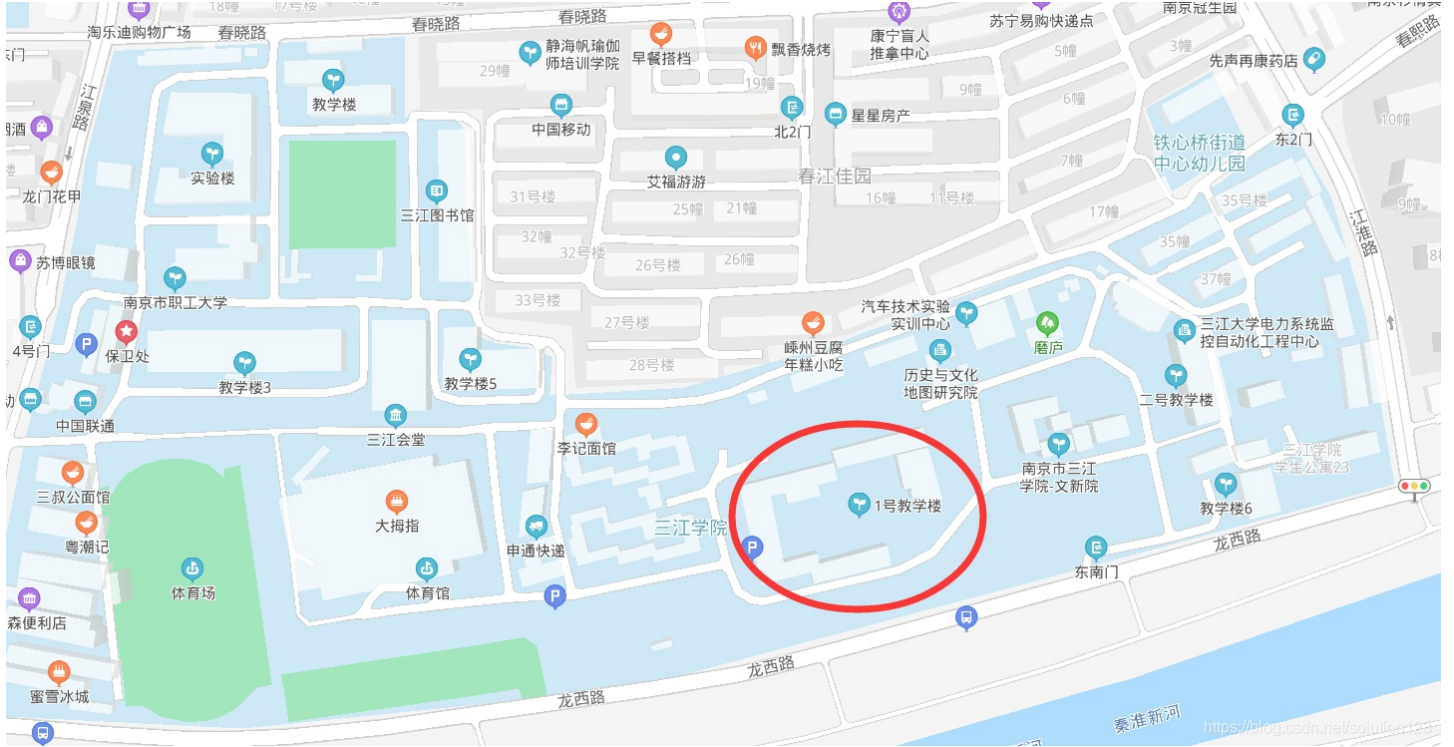 淘乐迪购物广场
18幢
17号楼
春晓路
春晓路
春晓路
静海帆瑜伽
师培训学院
早餐搭档
飘香烧烤
康宁盲人
推拿中心
苏宁易购快递点
南京冠生园
春熙路
先声再康药店
29幢
19幢
9幢
5幢
3幢
6幢
10幢
教学楼
江泉路
中国移动
北2门
星星房产
东2门
铁心桥街道
中心幼儿园
实验楼
龙门花甲
艾福游游
春江佳园
7幢
31号楼
三江图书馆
25幢
21幢
16幢
11号楼
17幢
35号楼
9幢
江淮路
32幢
32号楼
26号楼
26幢
35幢
37幢
苏博眼镜
南京市职工大学
33号楼
27号楼
28号楼
汽车技术实验
实训中心
磨庐
三江大学电力系统监
控自动化工程中心
4号门
P
保卫处
教学楼3
教学楼5
嵊州豆腐
年糕小吃
历史与文化
地图研究院
二号教学楼
中国联通
三江会堂
李记面馆
南京市三江
学院-文新院
三江学院
学生公寓23
三叔公面馆
大拇指
1号教学楼
教学楼6
粤潮记
申通快递
三江学院
P
东南门
龙西路
体育场
体育馆
P
森便利店
龙西路
龙西路
蜜雪冰城
秦淮新河
https://blog.csdn.net/solution128